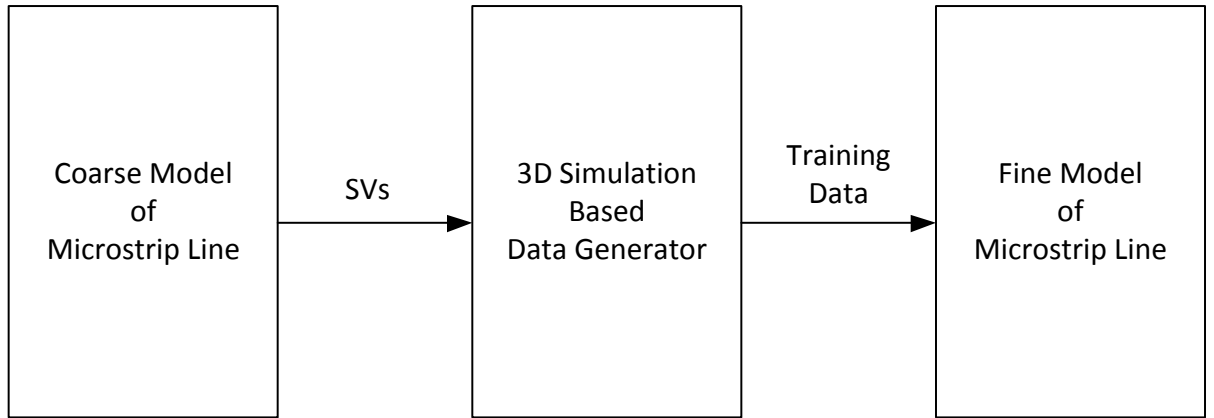 Coarse Model
of
Microstrip Line
SVs
3D Simulation
Based
Data Generator
Training
Data
Fine Model
of
Microstrip Line